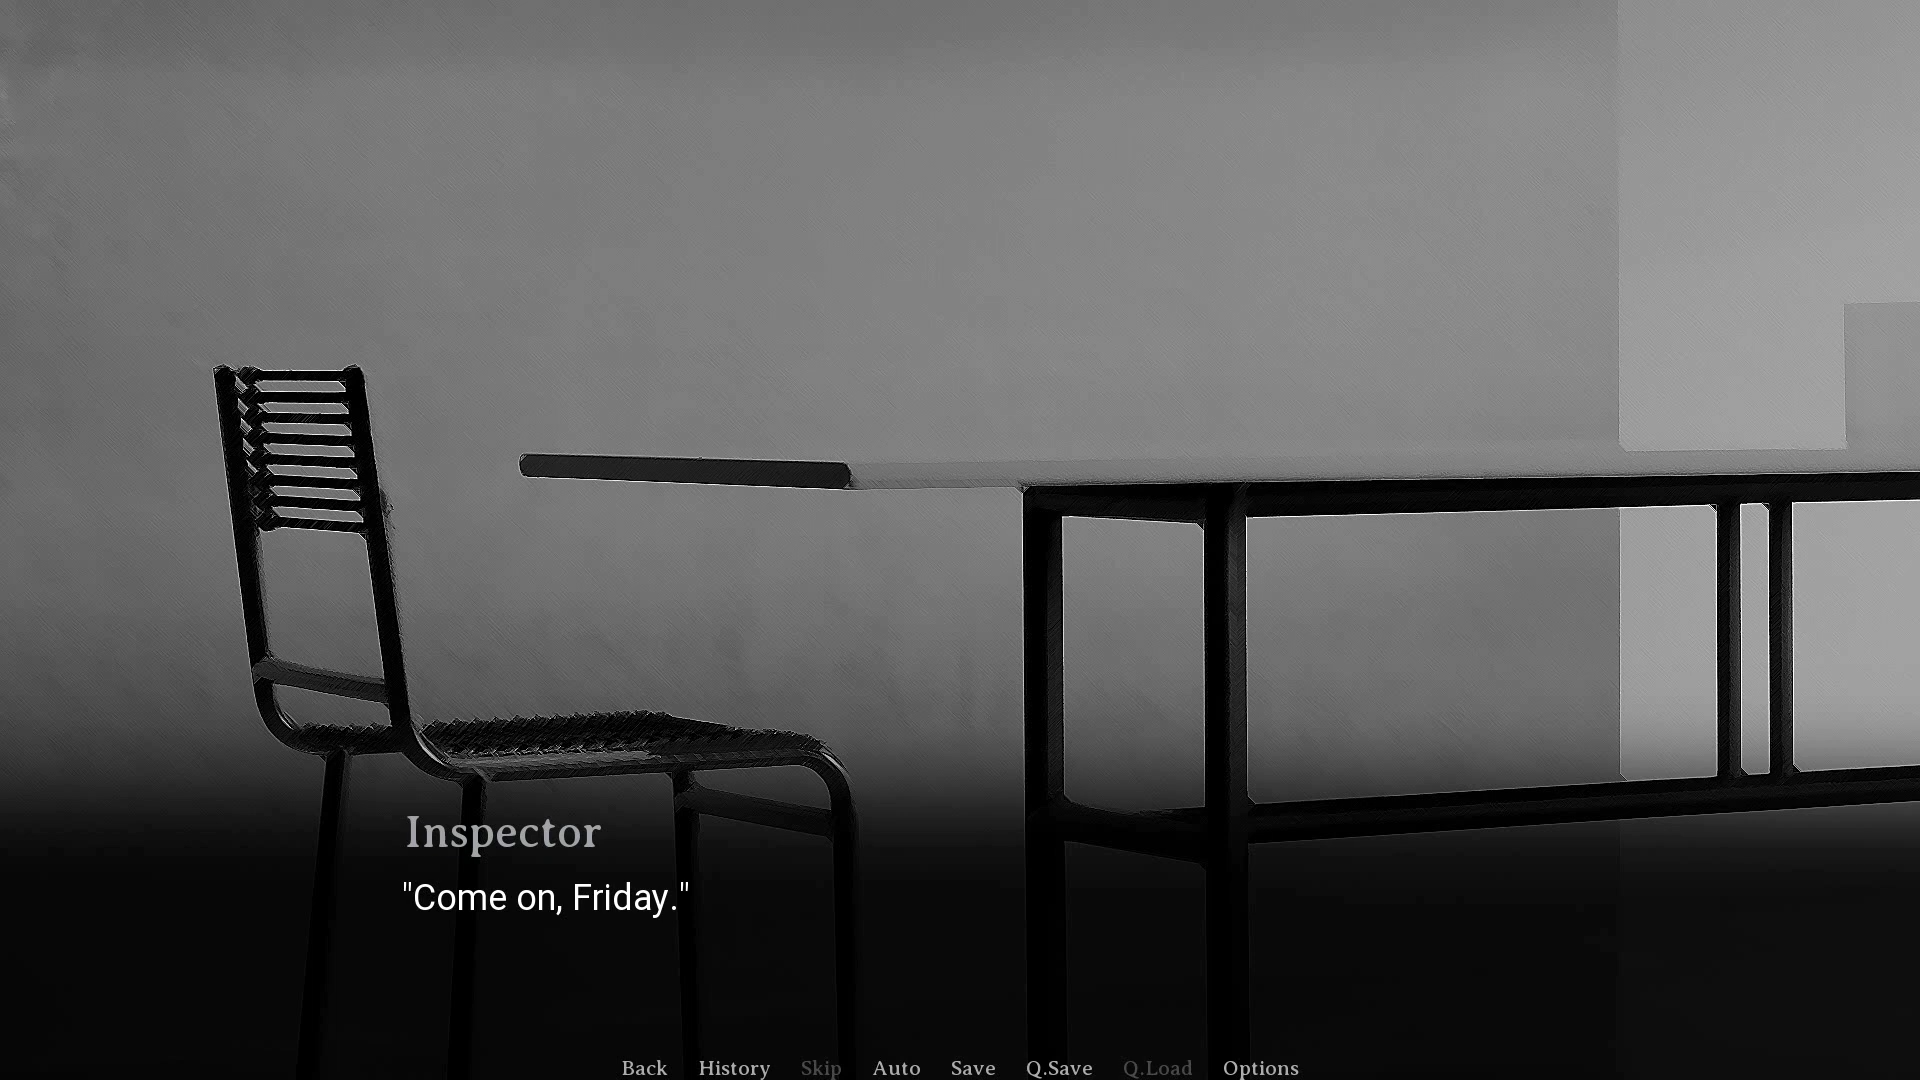 Inspector
"Come on, Friday."
Back History Skip Auto Save Q.Save Q.Load Options